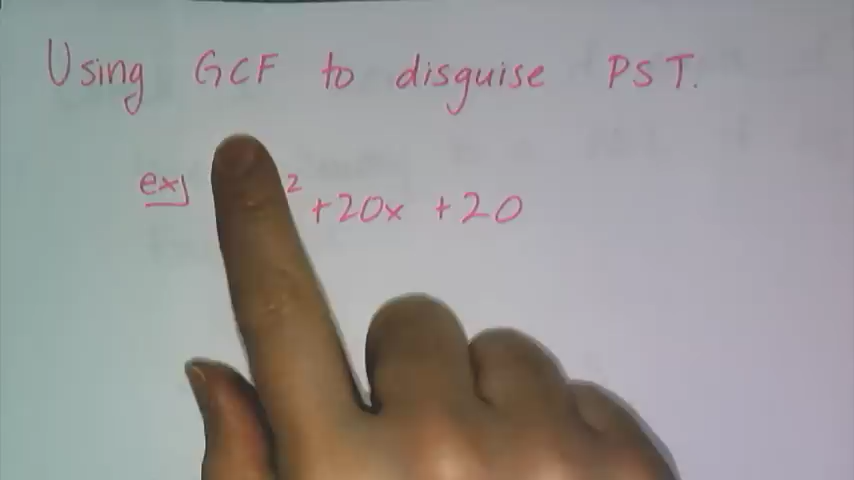 Using GCF to disguise PST.
ex) ² +20x +20